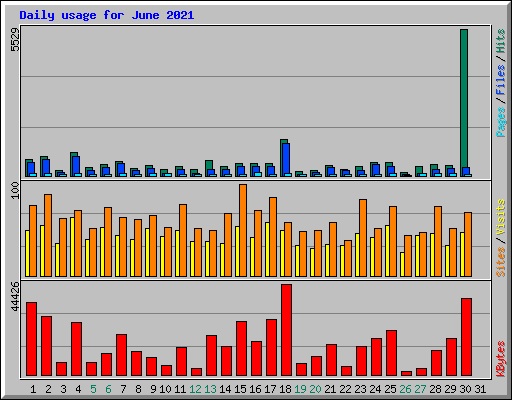 Daily usage for June 2021
5529
Pages / Files / Hits
100
Sites / Visits
44426
KBytes
1 2 3 4 5 6 7 8 9 10 11 12 13 14 15 16 17 18 19 20 21 22 23 24 25 26 27 28 29 30 31